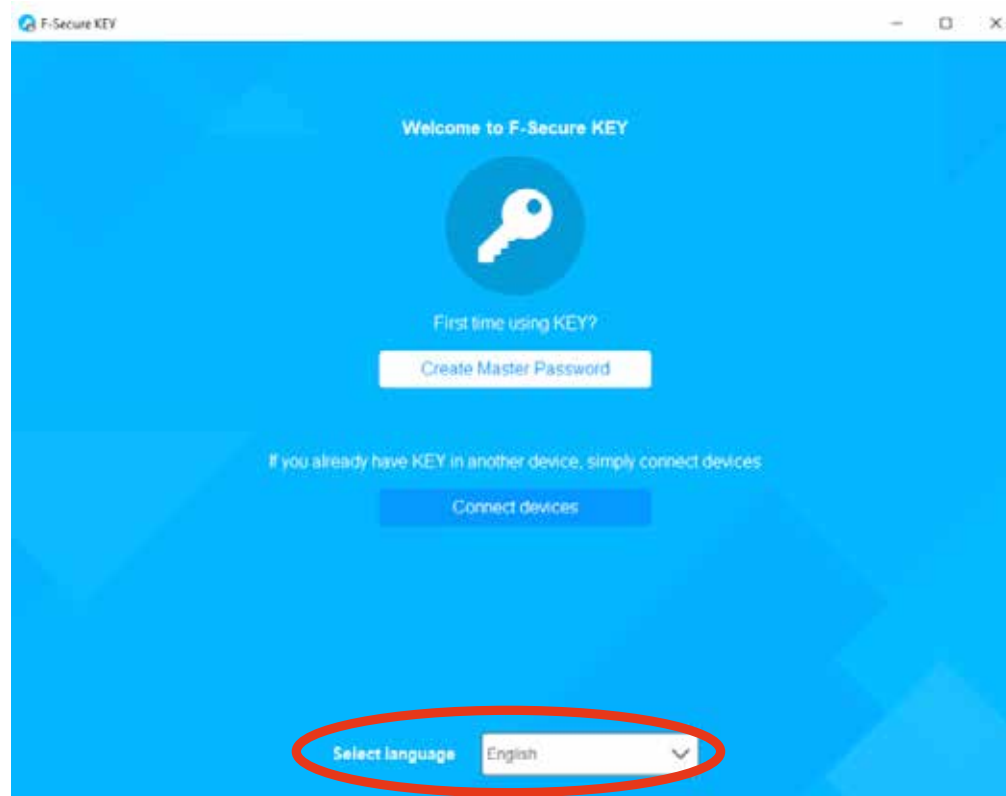 F-Secure KEY
Welcome to F-Secure KEY
First time using KEY?
Create Master Password
If you already have KEY in another device, simply connect devices
Connect devices
Select language English